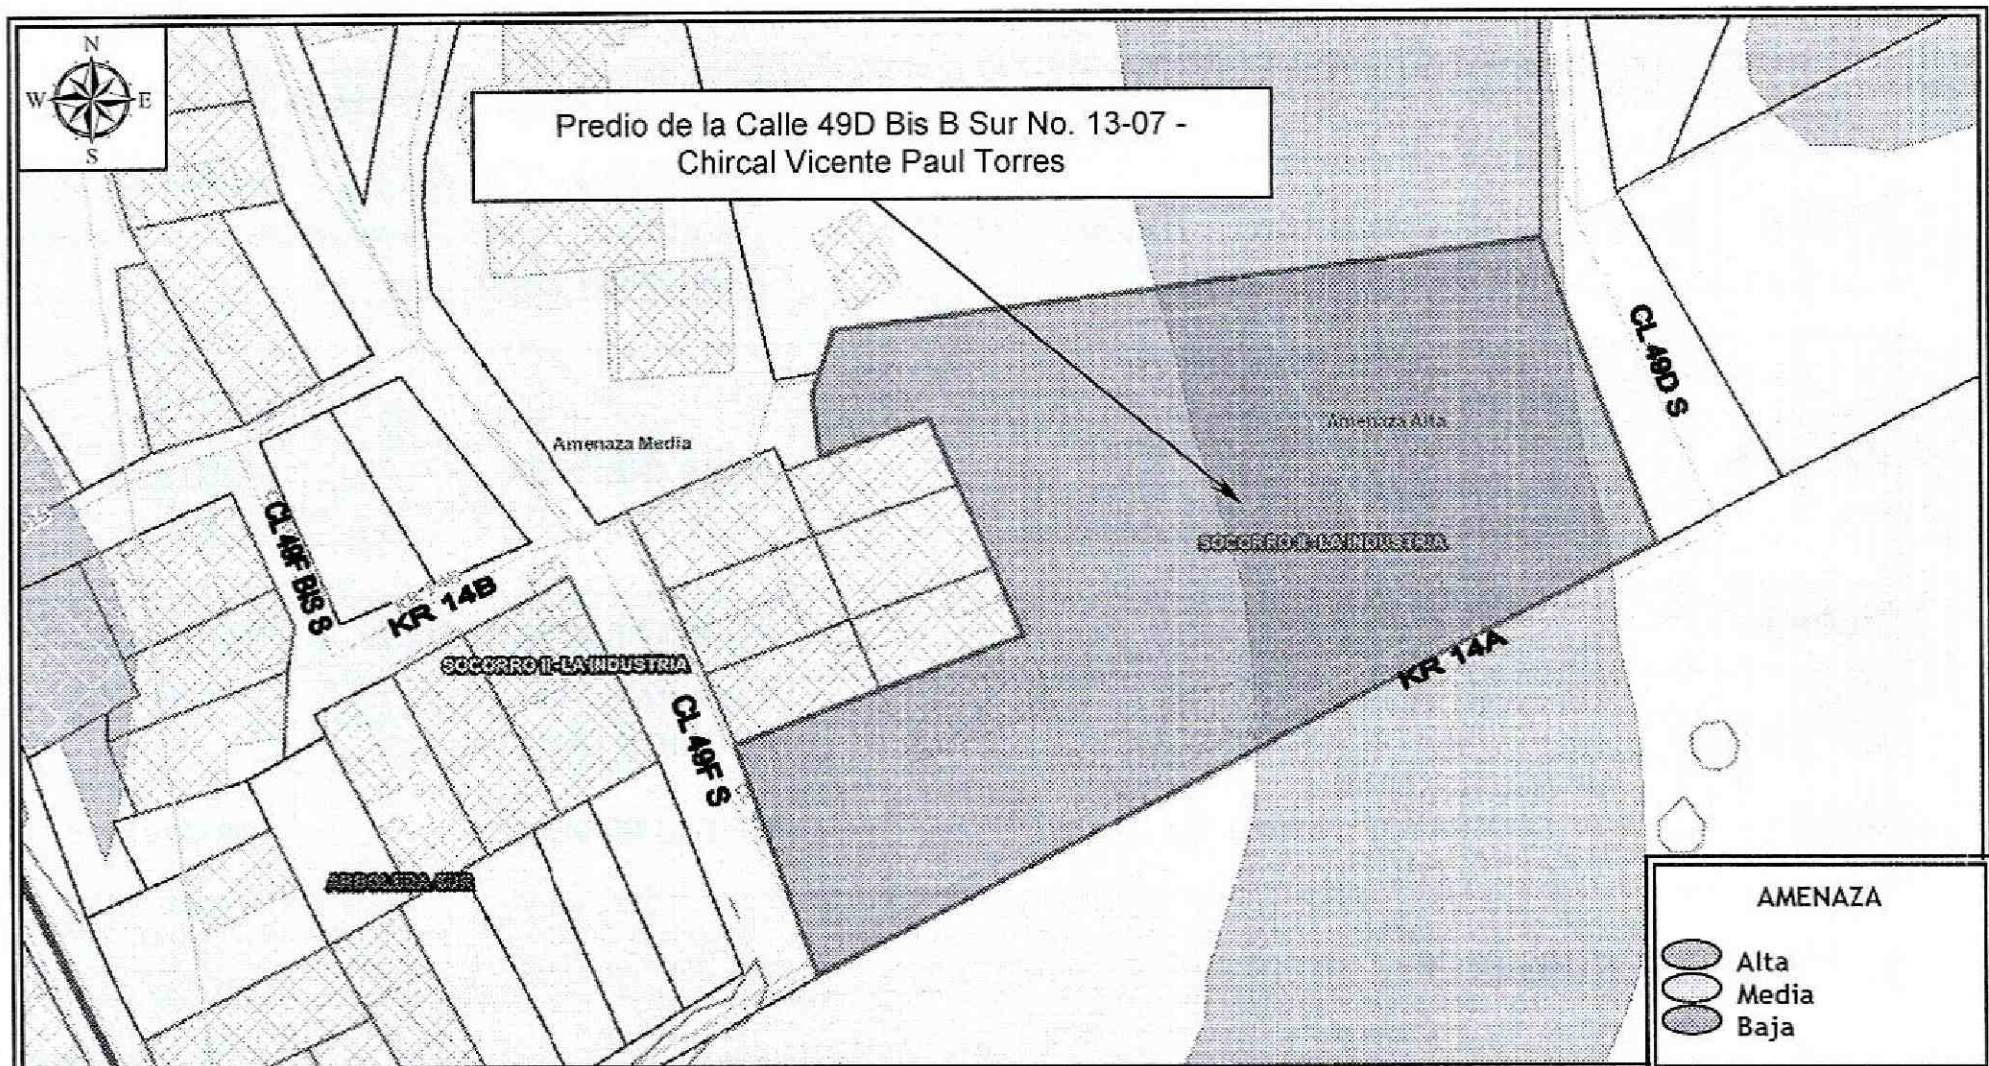 N
W E
S
Predio de la Calle 49D Bis B Sur No. 13-07 -
Chircal Vicente Paul Torres
CL 49D S
Amenaza Alta
Amenaza Media
CL 49F BIS S
SOCORRO II-LA INDUSTRIA
KR 14B
KR 14A
SOCORRO II-LA INDUSTRIA
CL 49F S
ARBOLEDA SUR
AMENAZA
Alta
Media
Baja